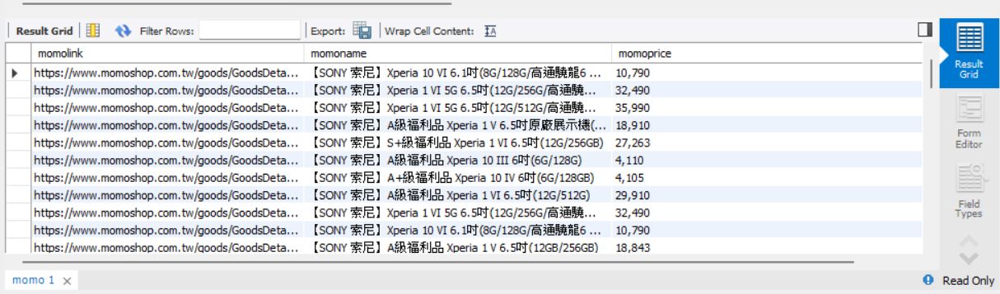 Result Grid Filter Rows: Export: Wrap Cell Content:
momolink momoname momoprice
https://www.momoshop.com.tw/goods/GoodsDeta... 【SONY 索尼】Xperia 10 VI 6.1吋(8G/128G/高通驍龍6 ... 10,790
https://www.momoshop.com.tw/goods/GoodsDeta... 【SONY 索尼】Xperia 1 VI 5G 6.5吋(12G/256G/高通驍... 32,490
https://www.momoshop.com.tw/goods/GoodsDeta... 【SONY 索尼】Xperia 1 VI 5G 6.5吋(12G/512G/高通驍... 35,990
https://www.momoshop.com.tw/goods/GoodsDeta... 【SONY 索尼】A級福利品 Xperia 1 V 6.5吋原廠展示機(... 18,910
https://www.momoshop.com.tw/goods/GoodsDeta... 【SONY 索尼】S+級福利品 Xperia 1 VI 6.5吋(12G/256GB) 27,263
https://www.momoshop.com.tw/goods/GoodsDeta... 【SONY 索尼】A級福利品 Xperia 10 III 6吋(6G/128G) 4,110
https://www.momoshop.com.tw/goods/GoodsDeta... 【SONY 索尼】A+級福利品 Xperia 10 IV 6吋(6G/128GB) 4,105
https://www.momoshop.com.tw/goods/GoodsDeta... 【SONY 索尼】A級福利品 Xperia 1 VI 6.5吋(12G/512G) 29,910
https://www.momoshop.com.tw/goods/GoodsDeta... 【SONY 索尼】Xperia 1 VI 5G 6.5吋(12G/256G/高通驍... 32,490
https://www.momoshop.com.tw/goods/GoodsDeta... 【SONY 索尼】Xperia 10 VI 6.1吋(8G/128G/高通驍龍6 ... 10,790
https://www.momoshop.com.tw/goods/GoodsDeta... 【SONY 索尼】A級福利品 Xperia 1 V 6.5吋(12GB/256GB) 18,843
Result
Grid
Form
Editor
Field
Types
momo 1
Read Only